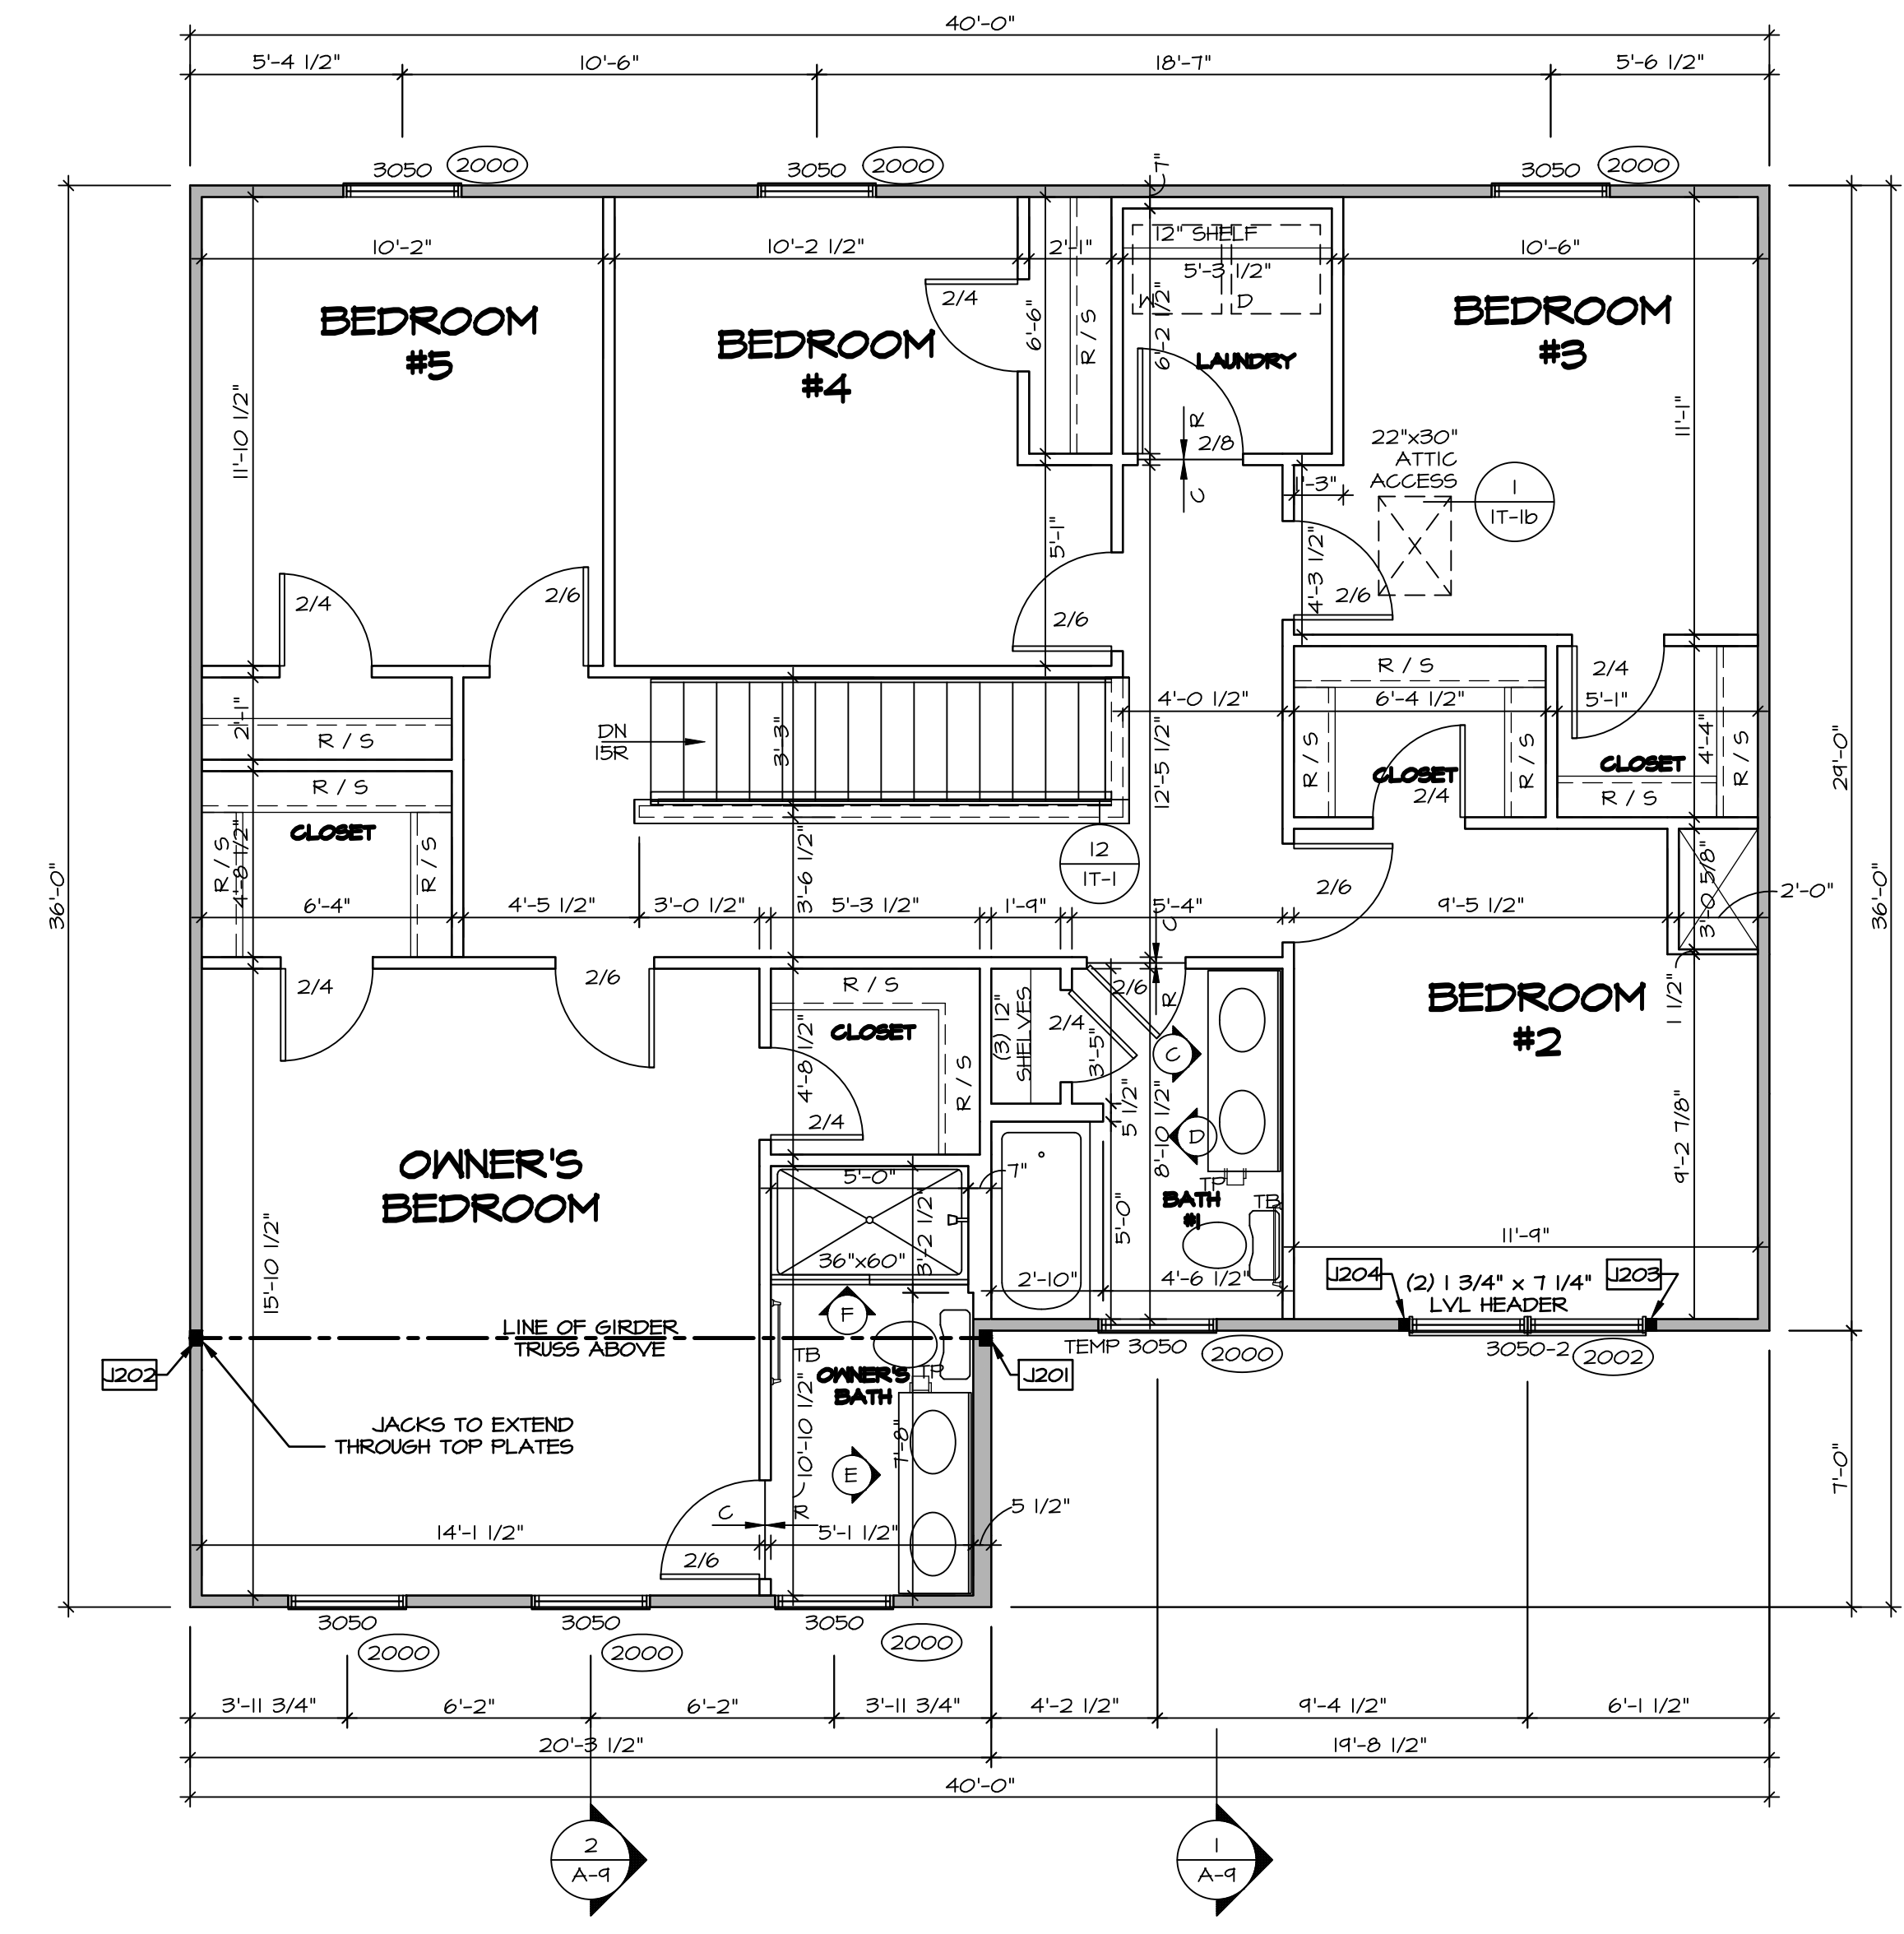 40'-0"
5'-4 1/2" 10'-6" 18'-7" 5'-6 1/2"
3050 2000 3050 2000 7" 3050 2000
12" SHELF
10'-2" 10'-2 1/2" 2'-1" 10'-6"
5'-3 1/2"
2/4 W D
BEDROOM
#5
BEDROOM
#4
BEDROOM
#3
6'-6" R / S 6'-2 1/2"
LAUNDRY
11'-10 1/2" 11'-1"
R
2/8
C
22"x30"
ATTIC
ACCESS
1'-3"
1
1T-1b
5'-1" 4'-3 1/2"
2/4 2/6 2/6 2/6
R / S 2/4
4'-0 1/2" 6'-4 1/2" 5'-1"
2'-1" R / S
DN
15R
3'-3"
12'-5 1/2"
R / S R / S 4'-4" R / S
CLOSET CLOSET
2/4 R / S
R / S
CLOSET
R / S 4'-8 1/2" R / S
3'-6 1/2"
12
1T-1
2/6
3'-0 5/8"
2'-0"
36'-0" 29'-0" 36'-0"
6'-4" 4'-5 1/2" 3'-0 1/2" 5'-3 1/2" 1'-9" 5'-4" 9'-5 1/2"
C
2/4 2/6 R / S 2/6 R
1 1/2"
BEDROOM
#2
CLOSET
(3) 12"
SHELVES
2/4
3'-5"
C
4'-8 1/2" R / S
2/4
5 1/2" 8'-10 1/2" D
9'-2 7/8"
OWNER'S
BEDROOM
5'-0" 7"
TP
TB
BATH
#1
3'-2 1/2" 5'-0"
36"x60"
15'-10 1/2"
11'-9"
2'-10" 4'-6 1/2"
J204 (2) 1 3/4" x 7 1/4"
LVL HEADER
J203
F
LINE OF GIRDER
TRUSS ABOVE
TEMP 3050 2000 3050-2 2002
TB
J202 OWNER'S
BATH
TP J201
JACKS TO EXTEND
THROUGH TOP PLATES
10'-10 1/2" 7'-8"
E
7'-0"
C R 5 1/2"
14'-1 1/2" 5'-1 1/2"
2/6
3050 3050 3050
2000 2000 2000
3'-11 3/4" 6'-2" 6'-2" 3'-11 3/4" 4'-2 1/2" 9'-4 1/2" 6'-1 1/2"
20'-3 1/2" 19'-8 1/2"
40'-0"
2
A-9
1
A-9